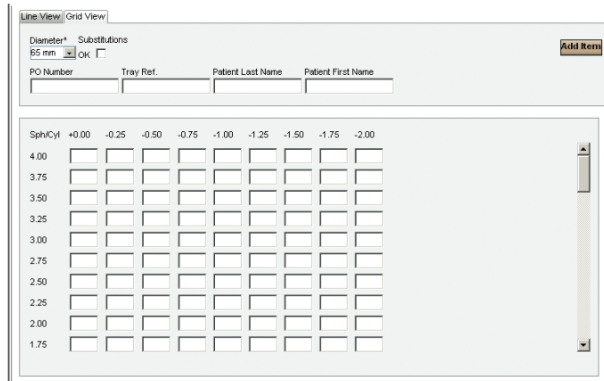 Line View Grid View
Diameter* Substitutions
65 mm OK
Add Item
PO Number Tray Ref. Patient Last Name Patient First Name
Sph/Cyl +0.00 -0.25 -0.50 -0.75 -1.00 -1.25 -1.50 -1.75 -2.00
4.00
3.75
3.50
3.25
3.00
2.75
2.50
2.25
2.00
1.75